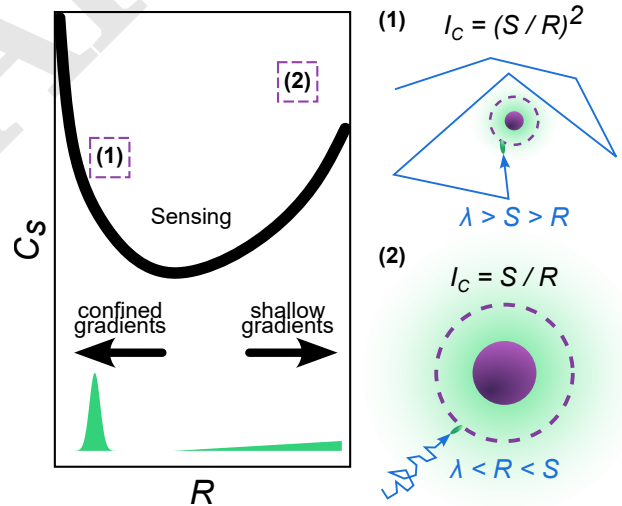 (1)
I_C = (S / R)²
(2)
(1)
Sensing
C_S
λ > S > R
(2)
I_C = S / R
confined
gradients
shallow
gradients
λ < R < S
R